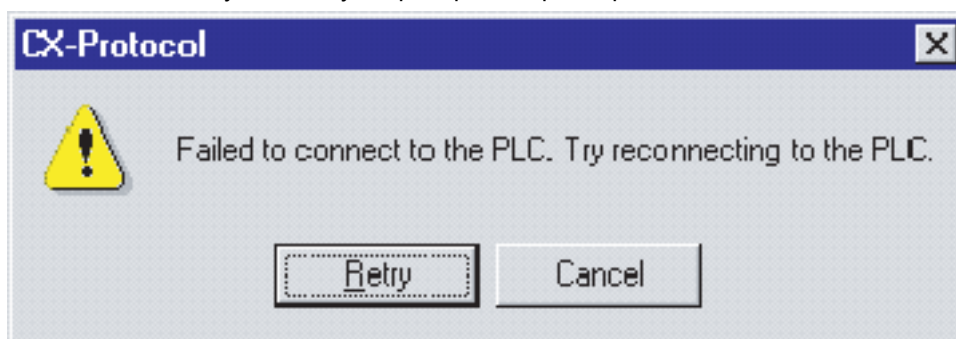 CX-Protocol
Failed to connect to the PLC. Try reconnecting to the PLC.
Retry
Cancel